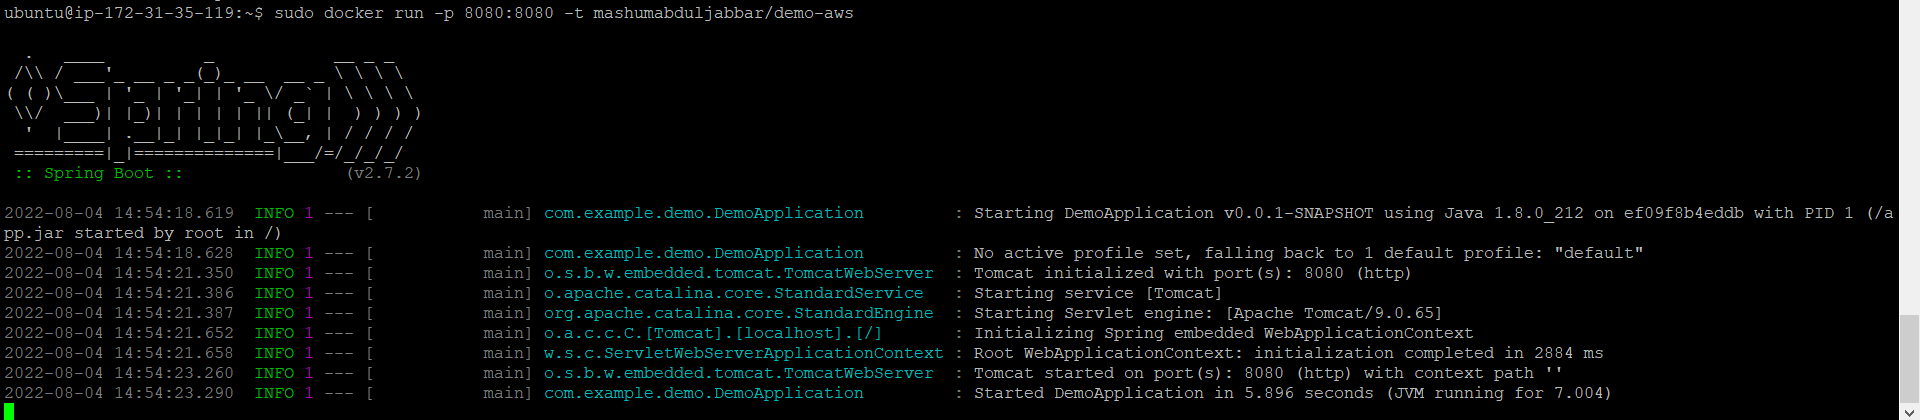 ubuntu@ip-172-31-35-119:~$ sudo docker run -p 8080:8080 -t mashumabduljabbar/demo-aws
  .   ____          _            __ _ _
 /\\ / ___'_ __ _ _(_)_ __  __ _ \ \ \ \
( ( )\___ | '_ | '_| | '_ \/ _` | \ \ \ \
 \\/  ___)| |_)| | | | | || (_| |  ) ) ) )
  '  |____| .__|_| |_|_| |_\__, | / / / /
 =========|_|==============|___/=/_/_/_/
 :: Spring Boot ::                (v2.7.2)
2022-08-04 14:54:18.619  INFO 1 --- [           main] com.example.demo.DemoApplication         : Starting DemoApplication v0.0.1-SNAPSHOT using Java 1.8.0_212 on ef09f8b4eddb with PID 1 (/a
pp.jar started by root in /)
2022-08-04 14:54:18.628  INFO 1 --- [           main] com.example.demo.DemoApplication         : No active profile set, falling back to 1 default profile: "default"
2022-08-04 14:54:21.350  INFO 1 --- [           main] o.s.b.w.embedded.tomcat.TomcatWebServer  : Tomcat initialized with port(s): 8080 (http)
2022-08-04 14:54:21.386  INFO 1 --- [           main] o.apache.catalina.core.StandardService   : Starting service [Tomcat]
2022-08-04 14:54:21.387  INFO 1 --- [           main] org.apache.catalina.core.StandardEngine  : Starting Servlet engine: [Apache Tomcat/9.0.65]
2022-08-04 14:54:21.652  INFO 1 --- [           main] o.a.c.c.C.[Tomcat].[localhost].[/]       : Initializing Spring embedded WebApplicationContext
2022-08-04 14:54:21.658  INFO 1 --- [           main] w.s.c.ServletWebServerApplicationContext : Root WebApplicationContext: initialization completed in 2884 ms
2022-08-04 14:54:23.260  INFO 1 --- [           main] o.s.b.w.embedded.tomcat.TomcatWebServer  : Tomcat started on port(s): 8080 (http) with context path ''
2022-08-04 14:54:23.290  INFO 1 --- [           main] com.example.demo.DemoApplication         : Started DemoApplication in 5.896 seconds (JVM running for 7.004)